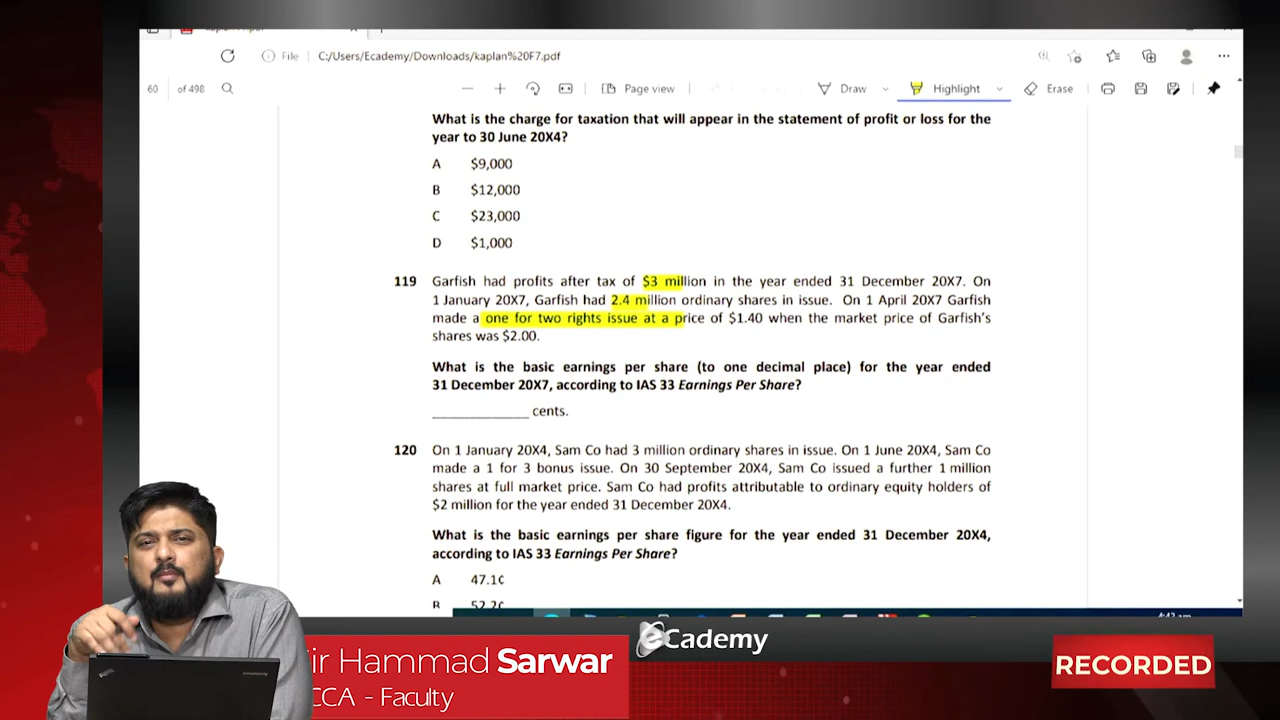 File
C:/Users/Ecademy/Downloads/kaplan%20F7.pdf
60 of 498
Page view
Draw
Highlight
Erase
What is the charge for taxation that will appear in the statement of profit or loss for the
year to 30 June 20X4?
A $9,000
B $12,000
C $23,000
D $1,000
119 Garfish had profits after tax of $3 million in the year ended 31 December 20X7. On
1 January 20X7, Garfish had 2.4 million ordinary shares in issue. On 1 April 20X7 Garfish
made a one for two rights issue at a price of $1.40 when the market price of Garfish's
shares was $2.00.
What is the basic earnings per share (to one decimal place) for the year ended
31 December 20X7, according to IAS 33 Earnings Per Share?
______________ cents.
120 On 1 January 20X4, Sam Co had 3 million ordinary shares in issue. On 1 June 20X4, Sam Co
made a 1 for 3 bonus issue. On 30 September 20X4, Sam Co issued a further 1 million
shares at full market price. Sam Co had profits attributable to ordinary equity holders of
$2 million for the year ended 31 December 20X4.
What is the basic earnings per share figure for the year ended 31 December 20X4,
according to IAS 33 Earnings Per Share?
A 47.1¢
B 52.2¢
eCademy
ir Hammad Sarwar
CCA - Faculty
RECORDED